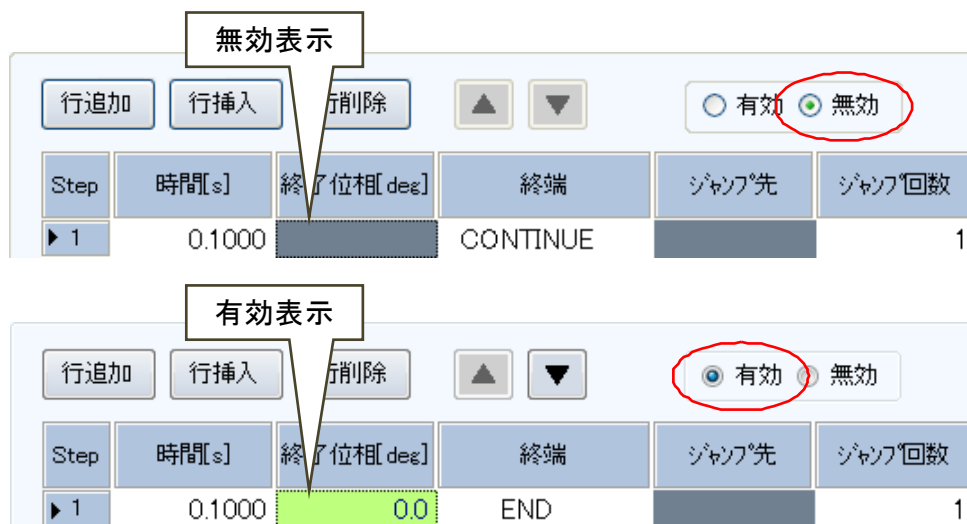 無効表示
行追加 行挿入 行削除 ▲ ▼ 有効 無効
Step 時間[s] 終了位相[deg] 終端 ジャンプ先 ジャンプ回数
1 0.1000 CONTINUE 1
有効表示
行追加 行挿入 行削除 ▲ ▼ 有効 無効
Step 時間[s] 終了位相[deg] 終端 ジャンプ先 ジャンプ回数
1 0.1000 0.0 END 1